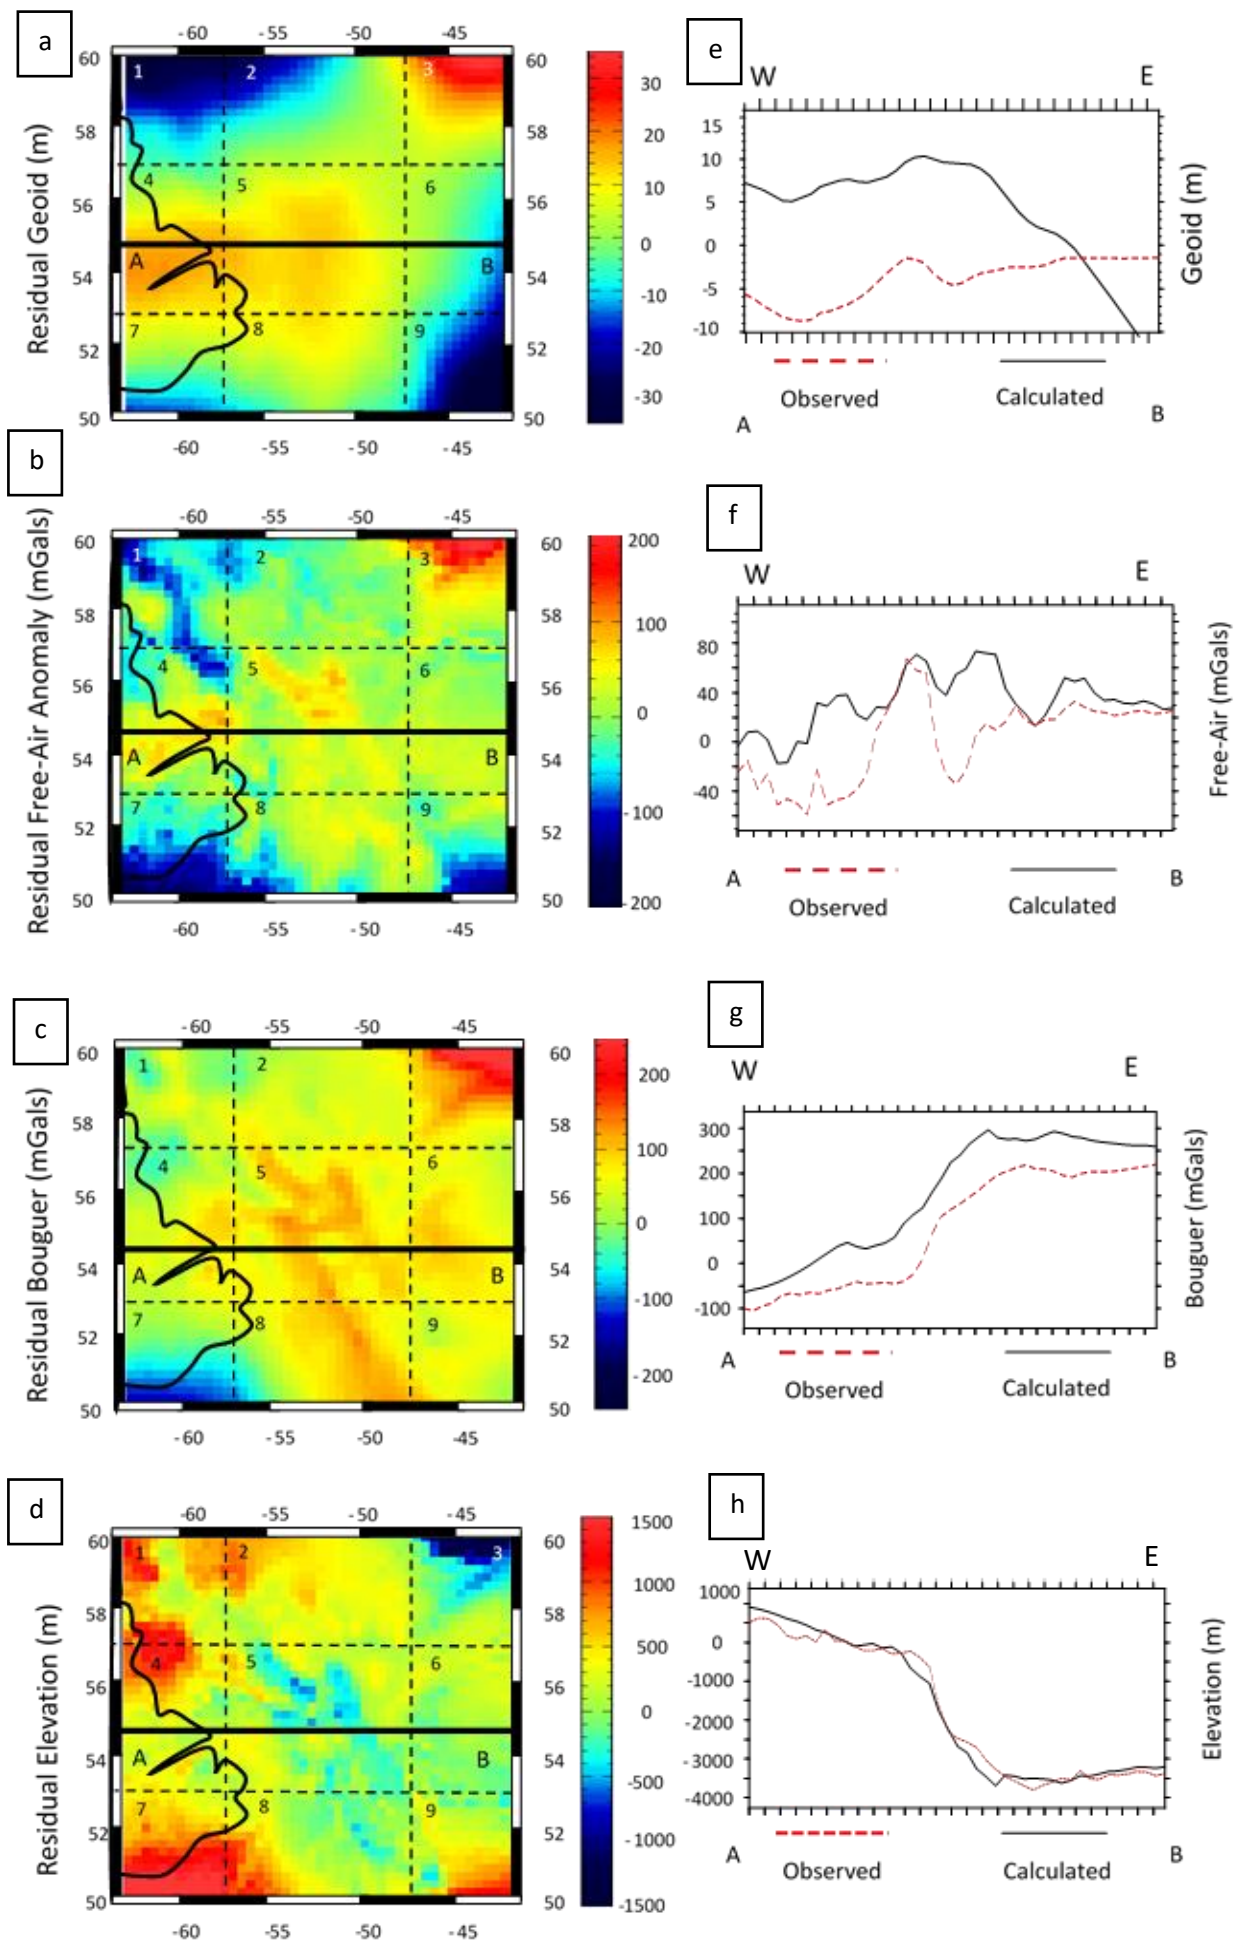 a
-60 -55 -50 -45
60 60
1 2 3
30
58 58
20
Residual Geoid (m)
4 5 6
10
56 56
0
A B
54 54
-10
7 8 9
-20
52 52
-30
50 50
-60 -55 -50 -45
e
W E
15
10
5
0
-5
-10
Geoid (m)
Observed Calculated
A B
b
-60 -55 -50 -45
60 60
200
1 2 3
58 58
100
Residual Free-Air Anomaly (mGals)
4 5 6
56 56
0
A B
54 54
7 8 9
-100
52 52
50 50
-200
-60 -55 -50 -45
f
W E
80
40
0
-40
Free-Air (mGals)
A B
Observed Calculated
c
-60 -55 -50 -45
60 60
1 2
200
58 58
100
Residual Bouguer (mGals)
4 5 6
56 56
0
A B
54 54
-100
7 8 9
52 52
-200
50 50
-60 -55 -50 -45
g
W E
300
200
100
0
-100
Bouguer (mGals)
A B
Observed Calculated
d
-60 -55 -50 -45
1500
60 60
1 2 3
1000
58 58
500
Residual Elevation (m)
4 5 6
56 56
0
A B
54 54
-500
7 8 9
52 52
-1000
50 50
-1500
-60 -55 -50 -45
h
W E
1000
0
-1000
-2000
-3000
-4000
Elevation (m)
A B
Observed Calculated